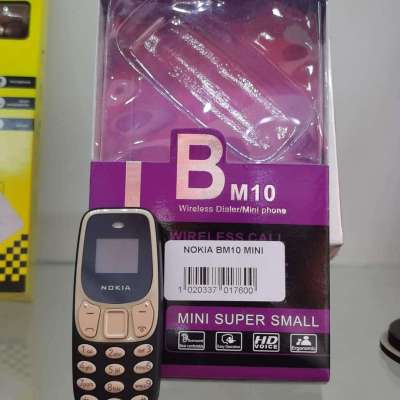 B M10
Wireless Dialer/Mini phone
WIRELESS CALL
NOKIA BM10 MINI
1 020337 017600
MINI SUPER SMALL
HD
VOICE
Ergonomic
NOKIA